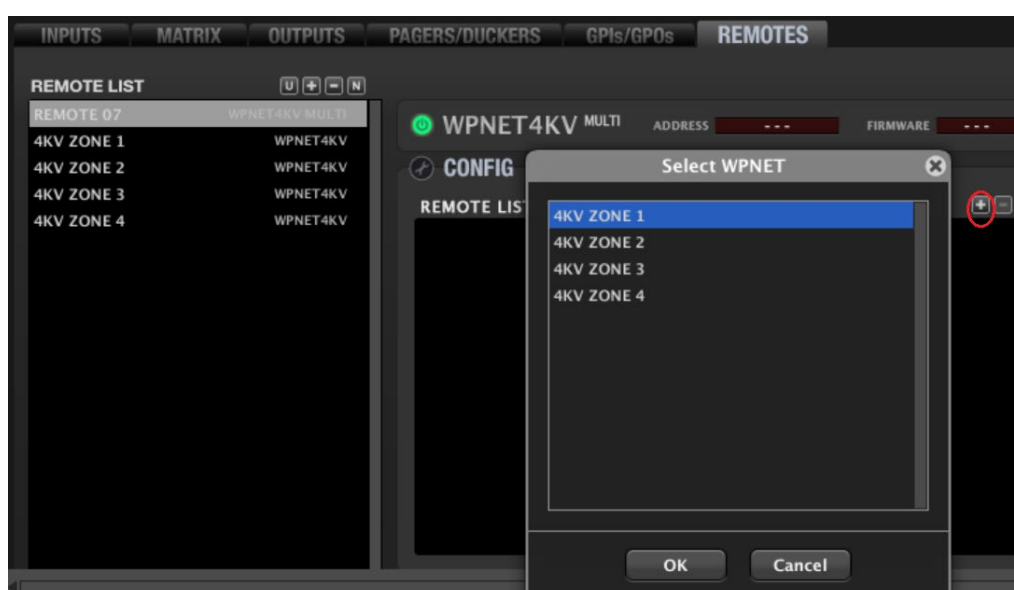 INPUTS MATRIX OUTPUTS PAGERS/DUCKERS GPIs/GPOs REMOTES
REMOTE LIST U + - N
REMOTE 07 WPNET4KV MULTI
4KV ZONE 1 WPNET4KV
4KV ZONE 2 WPNET4KV
4KV ZONE 3 WPNET4KV
4KV ZONE 4 WPNET4KV
WPNET4KV MULTI ADDRESS --- FIRMWARE ---
CONFIG
REMOTE LIS
Select WPNET
4KV ZONE 1
4KV ZONE 2
4KV ZONE 3
4KV ZONE 4
OK Cancel